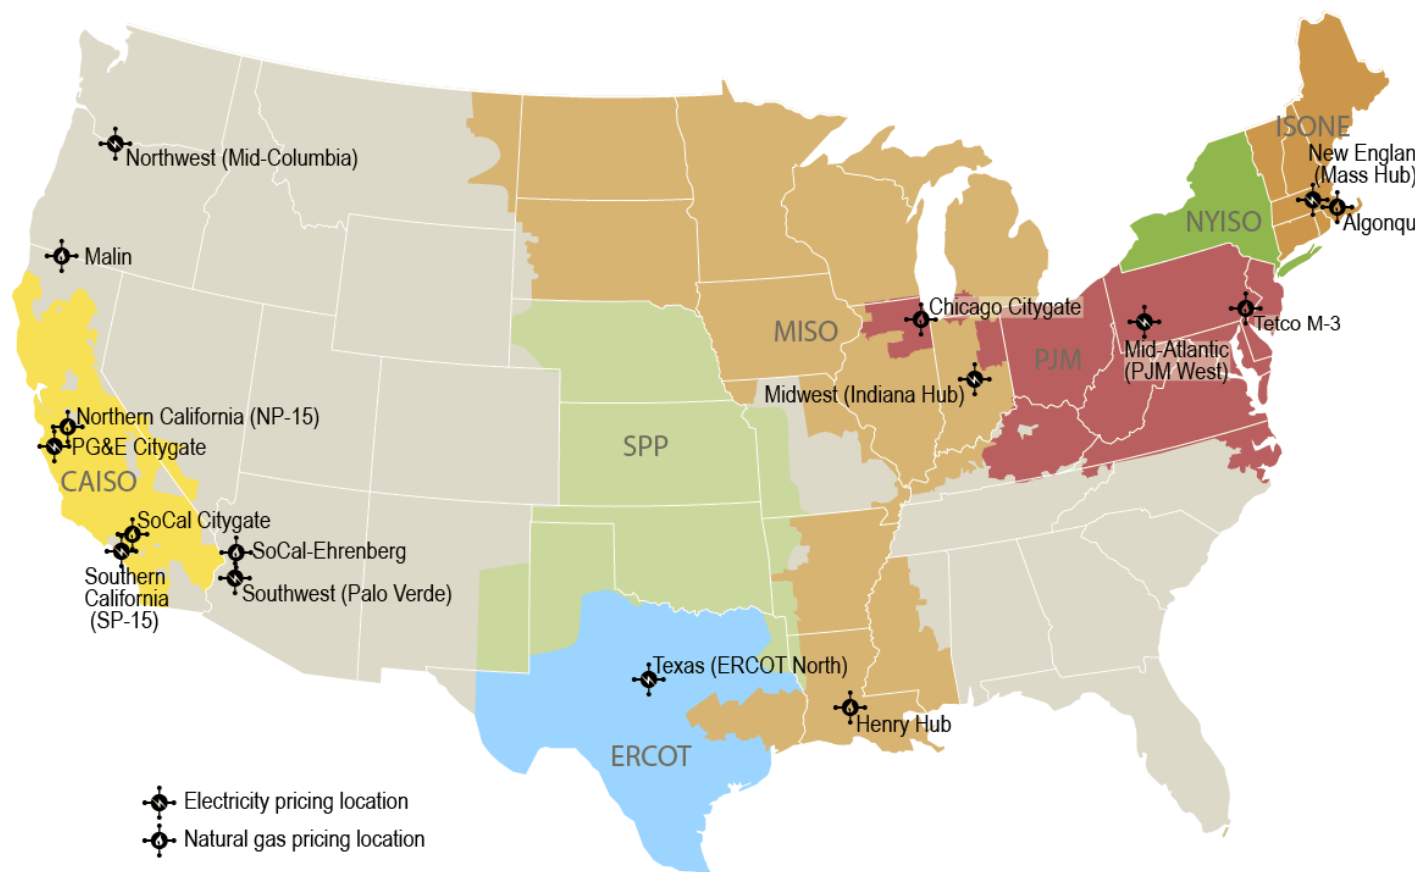 ISONE
New Englan
(Mass Hub)
Northwest (Mid-Columbia)
NYISO
Algonqu
Malin
Chicago Citygate
Tetco M-3
MISO
PJM
Mid-Atlantic
(PJM West)
Midwest (Indiana Hub)
Northern California (NP-15)
PG&E Citygate
SPP
CAISO
SoCal Citygate
SoCal-Ehrenberg
Southern
California
(SP-15)
Southwest (Palo Verde)
Texas (ERCOT North)
Henry Hub
ERCOT
Electricity pricing location
Natural gas pricing location